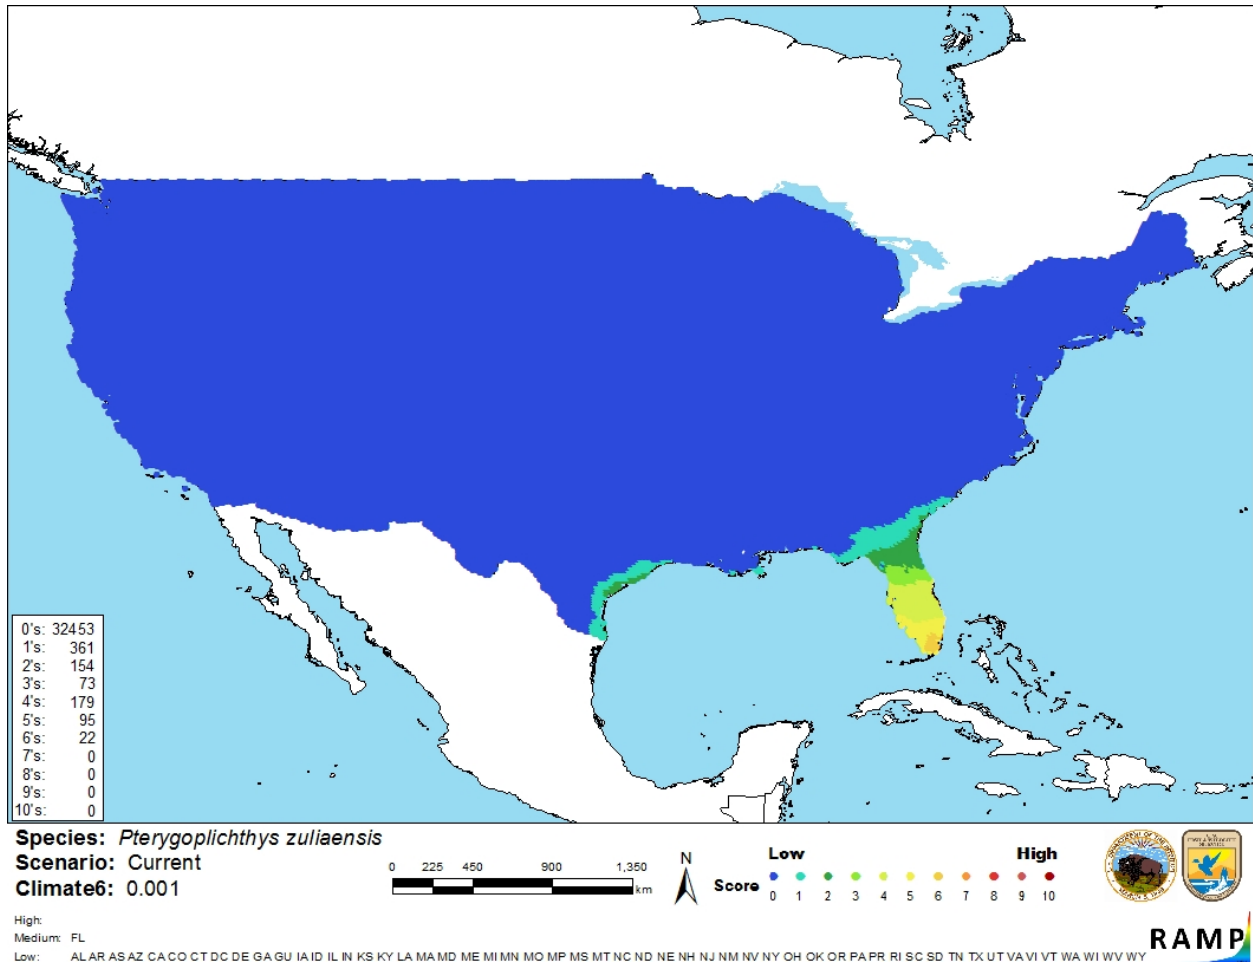 0's: 32453
1's: 361
2's: 154
3's: 73
4's: 179
5's: 95
6's: 22
7's: 0
8's: 0
9's: 0
10's: 0
Species: Pterygoplichthys zuliaensis
Scenario: Current
Climate6: 0.001
0 225 450 900 1,350
km
N
Low High
Score
0 1 2 3 4 5 6 7 8 9 10
High:
Medium: FL
Low: AL AR AS AZ CA CO CT DC DE GA GU IA ID IL IN KS KY LA MA MD ME MI MN MO MP MS MT NC ND NE NH NJ NM NV NY OH OK OR PA PR RI SC SD TN TX UT VA VI VT WA WI WV WY
RAMP